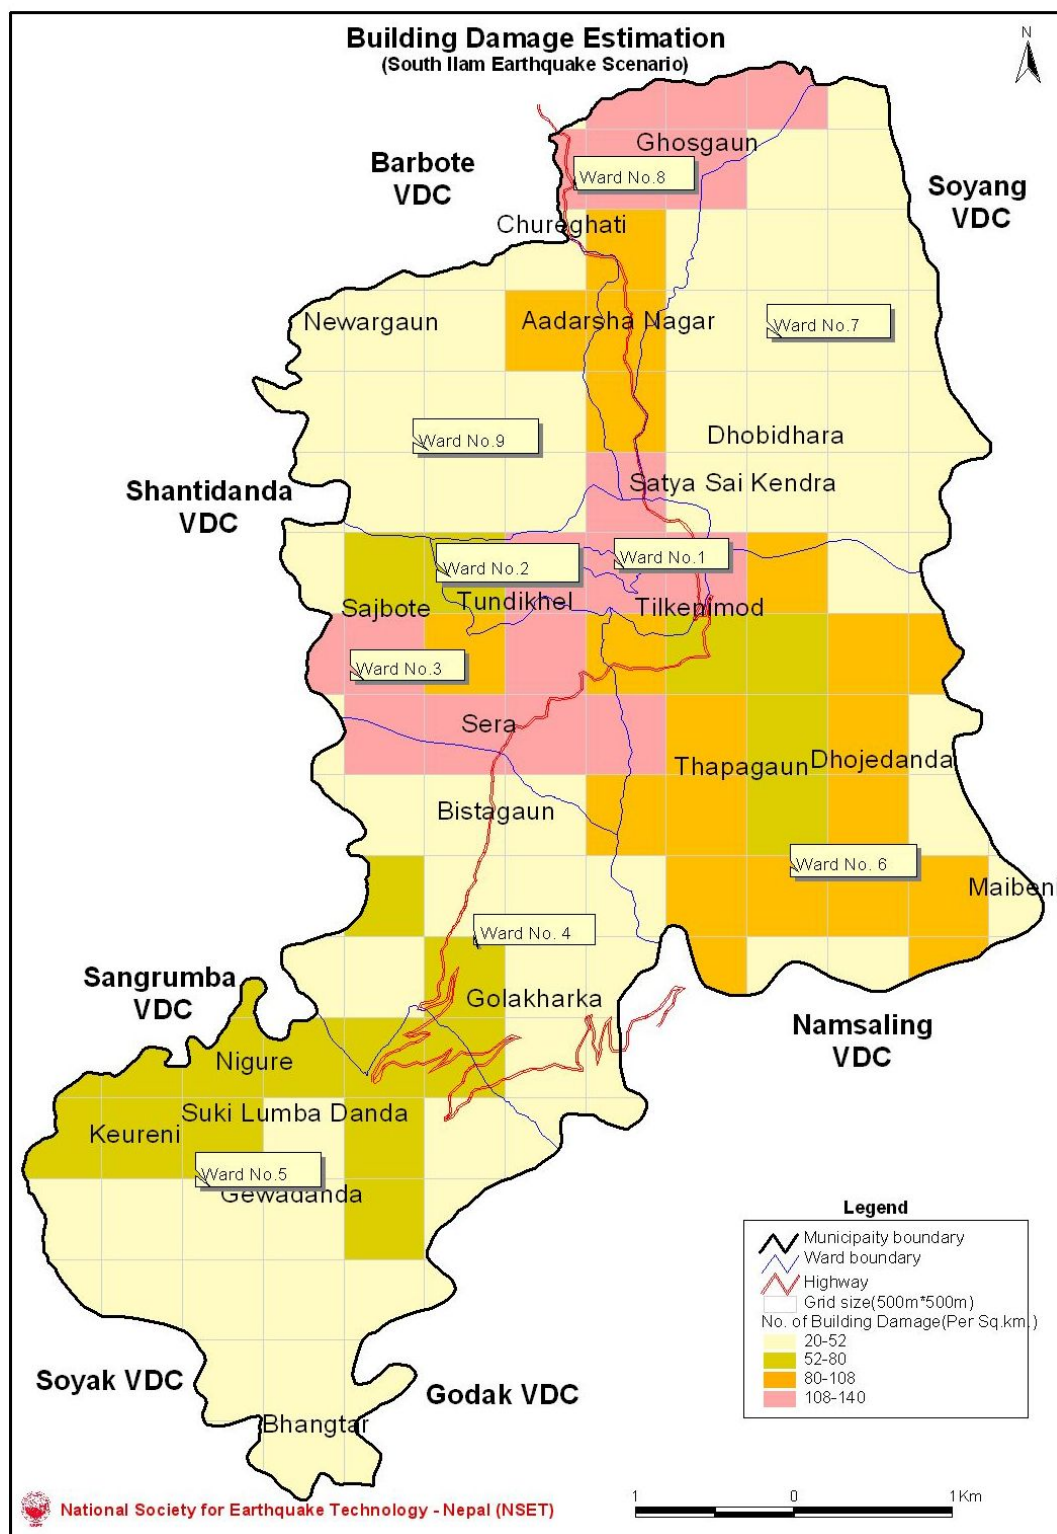 Building Damage Estimation
(South Ilam Earthquake Scenario)
N
Ghosgaun
Barbote
VDC
Ward No.8
Soyang
VDC
Chureghati
Newargaun
Aadarsha Nagar
Ward No.7
Ward No.9
Dhobidhara
Satya Sai Kendra
Shantidanda
VDC
Ward No.1
Ward No.2
Sajbote
Tundikhel
Tilkenimod
Ward No.3
Sera
Thapagaun
Dhojedanda
Bistagaun
Ward No. 6
Maibeni
Ward No. 4
Sangrumba
VDC
Golakharka
Namsaling
VDC
Nigure
Suki Lumba Danda
Keureni
Ward No.5
Gewadanda
Legend
Municipaity boundary
Ward boundary
Highway
Grid size(500m*500m)
No. of Building Damage(Per Sq.km.)
20-52
52-80
80-108
108-140
Soyak VDC
Godak VDC
Bhangtar
National Society for Earthquake Technology - Nepal (NSET)
1 0 1Km